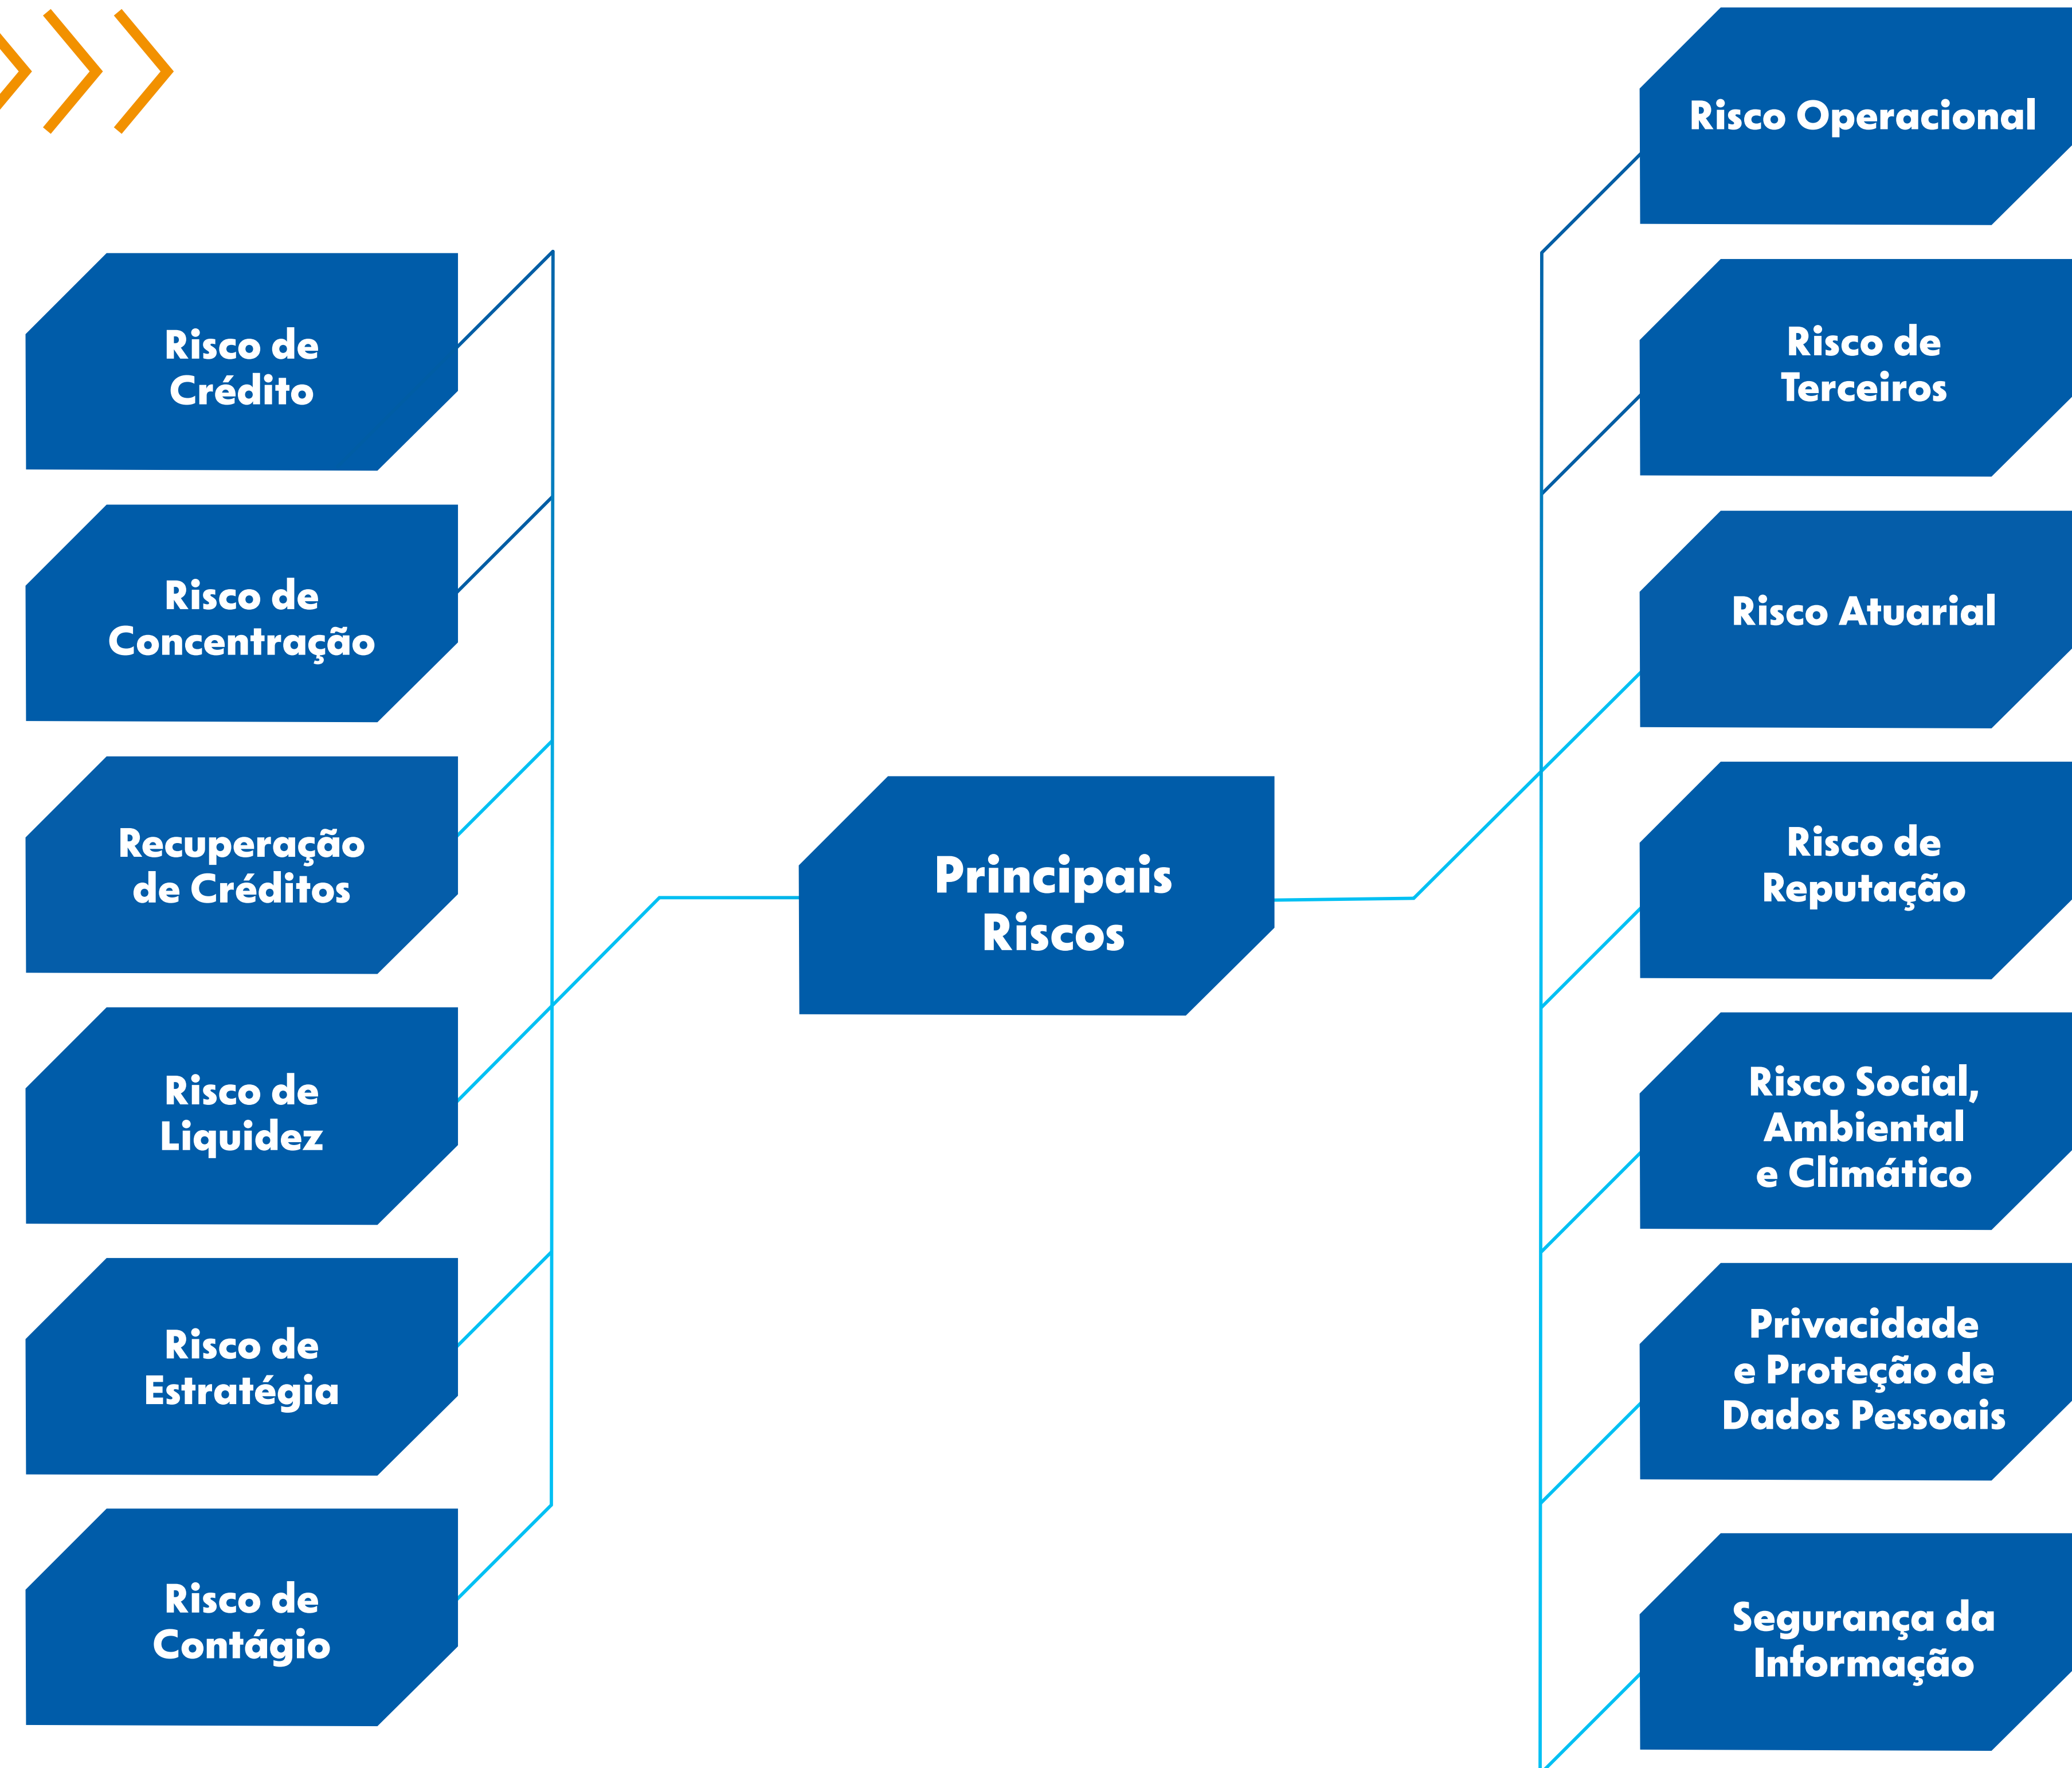 Risco de
Crédito
Risco de
Concentração
Recuperação
de Créditos
Risco de
Liquidez
Risco de
Estratégia
Risco de
Contágio
Principais
Riscos
Risco Operacional
Risco de
Terceiros
Risco Atuarial
Risco de
Reputação
Risco Social,
Ambiental
e Climático
Privacidade
e Proteção de
Dados Pessoais
Segurança da
Informação